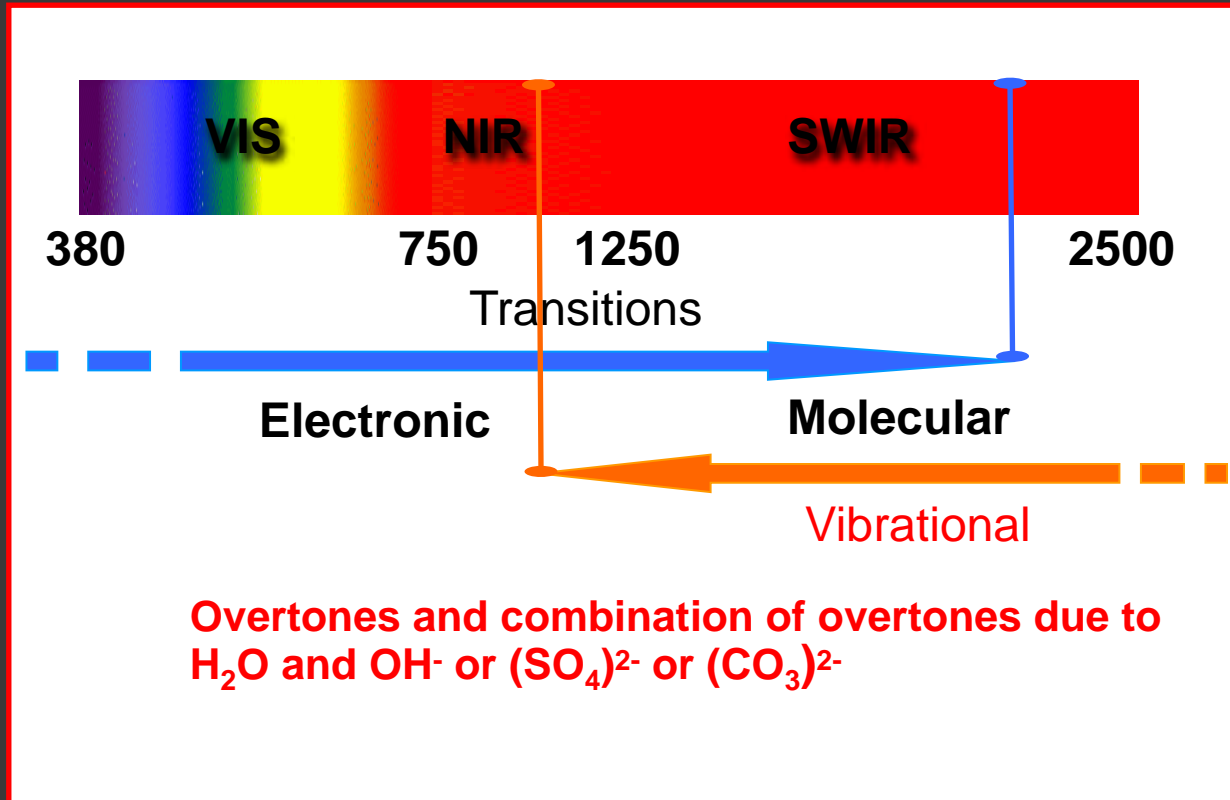 VIS NIR SWIR
380 750 1250 2500
Transitions
Electronic Molecular
Vibrational
Overtones and combination of overtones due to
H₂O and OH⁻ or (SO₄)²⁻ or (CO₃)²⁻